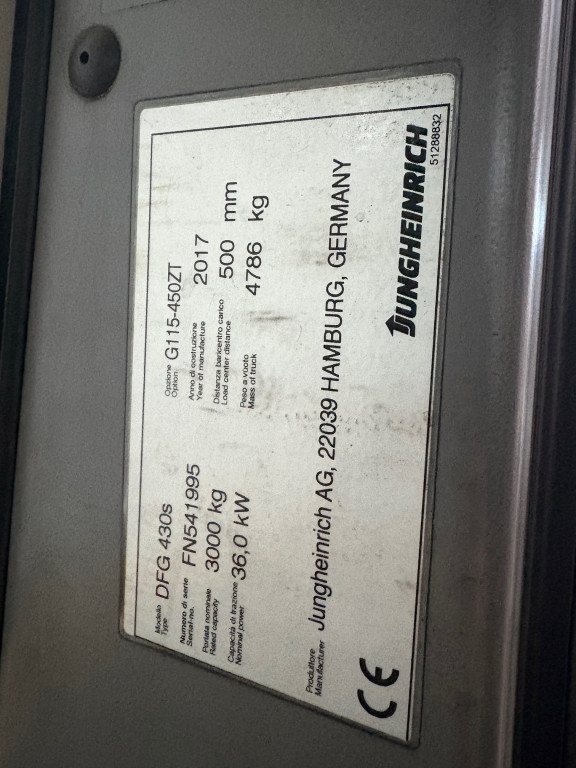 Modello
Type
DFG 430s
Opzione
Option
G115-450ZT
Numero di serie
Serial-no.
FN541995
Anno di costruzione
Year of manufacture
2017
Portata nominale
Rated capacity
3000 kg
Distanza baricentro carico
Load center distance
500 mm
Capacita di trazione
Nominal power
36,0 kW
Peso a vuoto
Mass of truck
4786 kg
Produttore
Manufacturer
Jungheinrich AG, 22039 HAMBURG, GERMANY
CE
JUNGHEINRICH
51288832